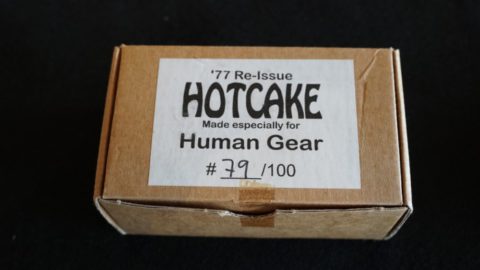 '77 Re-Issue
HOTCAKE
Made especially for
Human Gear
# 79 /100